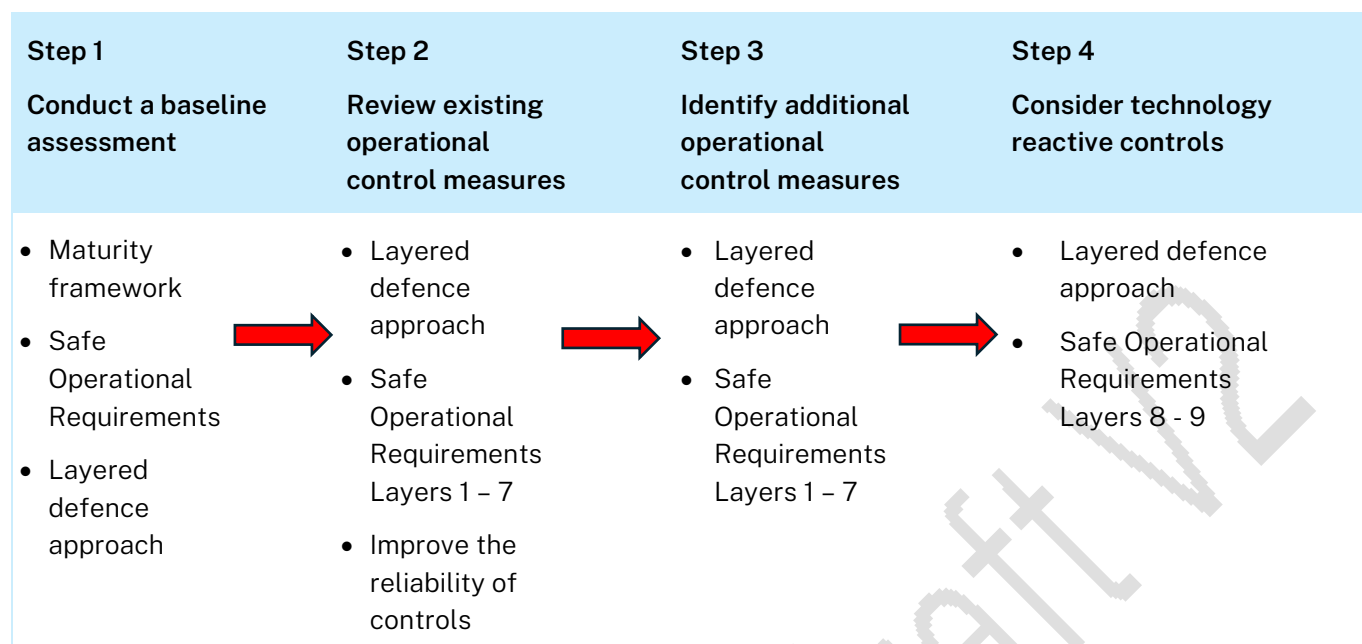 Step 1
Conduct a baseline
assessment
Step 2
Review existing
operational
control measures
Step 3
Identify additional
operational
control measures
Step 4
Consider technology
reactive controls
• Maturity
framework
• Safe
Operational
Requirements
• Layered
defence
approach
• Layered
defence
approach
• Safe
Operational
Requirements
Layers 1 – 7
• Improve the
reliability of
controls
• Layered
defence
approach
• Safe
Operational
Requirements
Layers 1 – 7
• Layered defence
approach
• Safe Operational
Requirements
Layers 8 - 9
V2